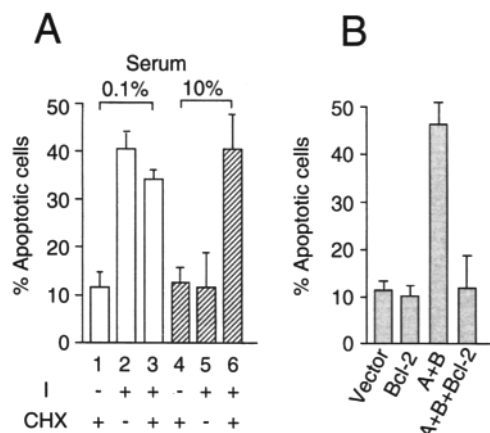 A
Serum
0.1% 10%
% Apoptotic cells
50
40
30
20
10
0
1 2 3 4 5 6
I - + + - + +
CHX + - + + - +
B
% Apoptotic cells
50
40
30
20
10
0
Vector
Bcl-2
A+B
A+B+Bcl-2